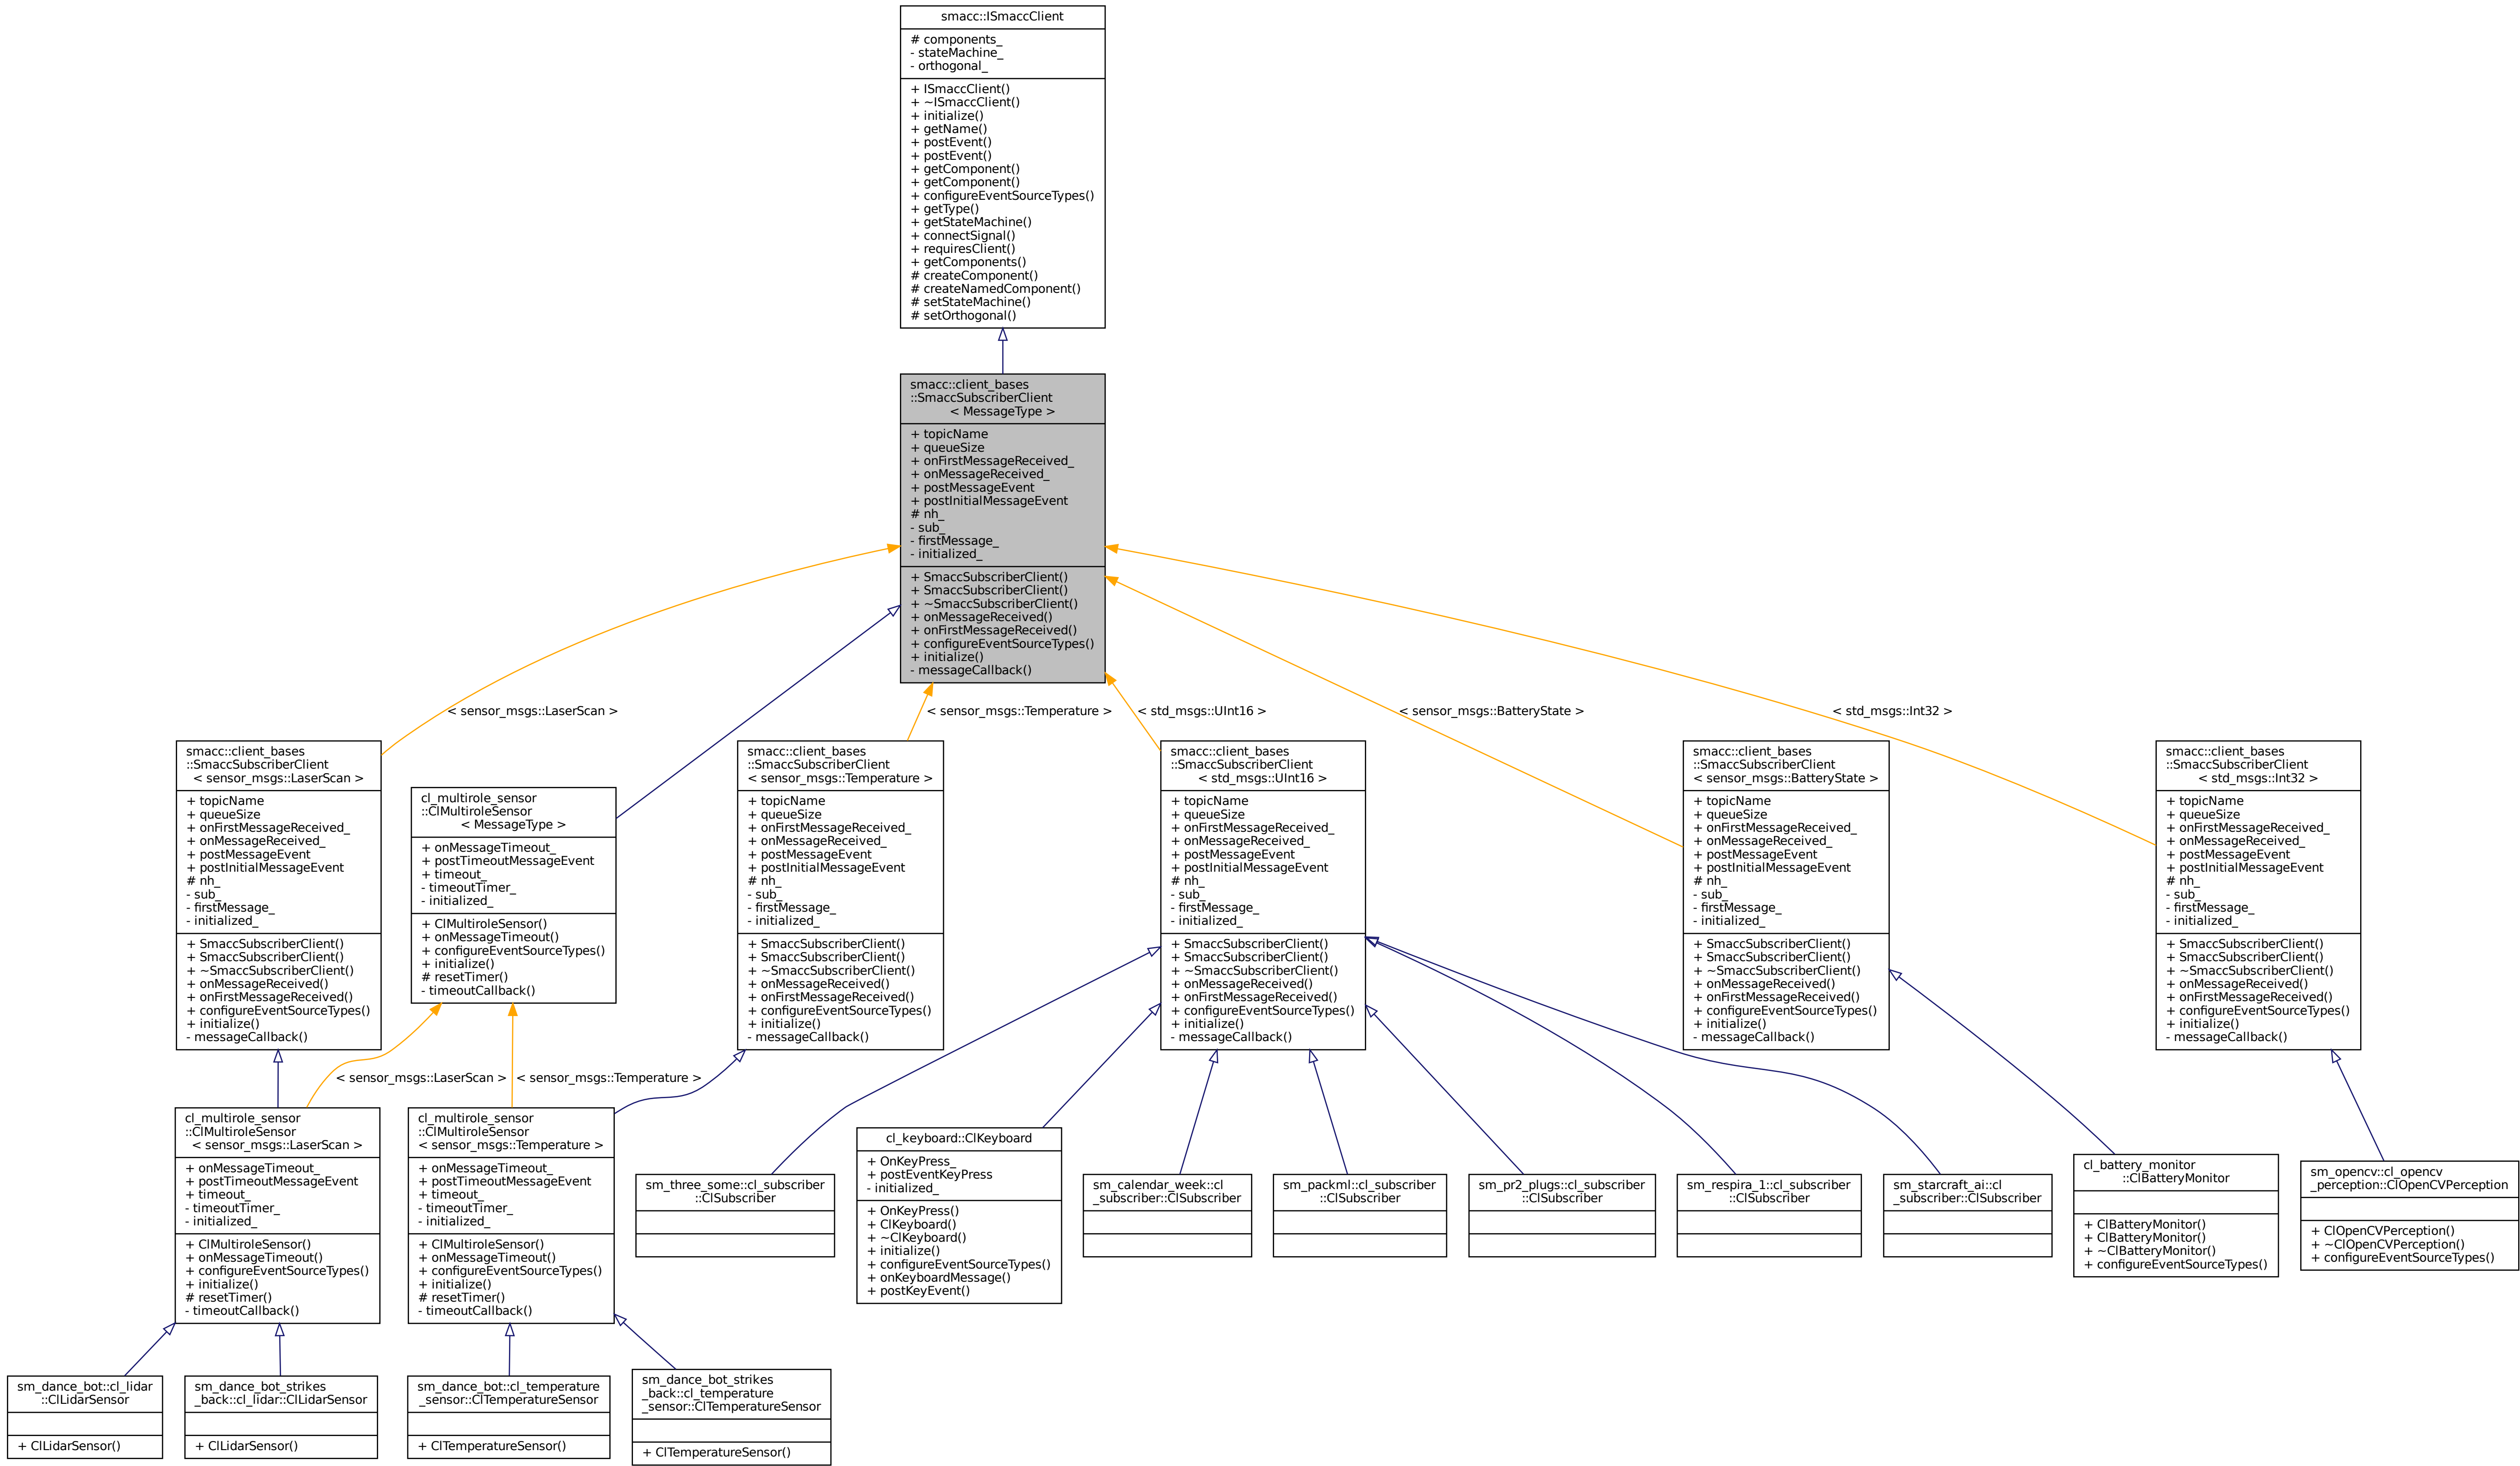 smacc::ISmaccClient
# components_
- stateMachine_
- orthogonal_
+ ISmaccClient()
+ ~ISmaccClient()
+ initialize()
+ getName()
+ postEvent()
+ postEvent()
+ getComponent()
+ getComponent()
+ configureEventSourceTypes()
+ getType()
+ getStateMachine()
+ connectSignal()
+ requiresClient()
+ getComponents()
# createComponent()
# createNamedComponent()
# setStateMachine()
# setOrthogonal()
smacc::client_bases
::SmaccSubscriberClient
< MessageType >
+ topicName
+ queueSize
+ onFirstMessageReceived_
+ onMessageReceived_
+ postMessageEvent
+ postInitialMessageEvent
# nh_
- sub_
- firstMessage_
- initialized_
+ SmaccSubscriberClient()
+ SmaccSubscriberClient()
+ ~SmaccSubscriberClient()
+ onMessageReceived()
+ onFirstMessageReceived()
+ configureEventSourceTypes()
+ initialize()
- messageCallback()
< sensor_msgs::LaserScan >
< sensor_msgs::Temperature >
< std_msgs::UInt16 >
< sensor_msgs::BatteryState >
< std_msgs::Int32 >
smacc::client_bases
::SmaccSubscriberClient
< sensor_msgs::LaserScan >
+ topicName
+ queueSize
+ onFirstMessageReceived_
+ onMessageReceived_
+ postMessageEvent
+ postInitialMessageEvent
# nh_
- sub_
- firstMessage_
- initialized_
+ SmaccSubscriberClient()
+ SmaccSubscriberClient()
+ ~SmaccSubscriberClient()
+ onMessageReceived()
+ onFirstMessageReceived()
+ configureEventSourceTypes()
+ initialize()
- messageCallback()
cl_multirole_sensor
::ClMultiroleSensor
< MessageType >
+ onMessageTimeout_
+ postTimeoutMessageEvent
+ timeout_
- timeoutTimer_
- initialized_
+ ClMultiroleSensor()
+ onMessageTimeout()
+ configureEventSourceTypes()
+ initialize()
# resetTimer()
- timeoutCallback()
smacc::client_bases
::SmaccSubscriberClient
< sensor_msgs::Temperature >
+ topicName
+ queueSize
+ onFirstMessageReceived_
+ onMessageReceived_
+ postMessageEvent
+ postInitialMessageEvent
# nh_
- sub_
- firstMessage_
- initialized_
+ SmaccSubscriberClient()
+ SmaccSubscriberClient()
+ ~SmaccSubscriberClient()
+ onMessageReceived()
+ onFirstMessageReceived()
+ configureEventSourceTypes()
+ initialize()
- messageCallback()
smacc::client_bases
::SmaccSubscriberClient
< std_msgs::UInt16 >
+ topicName
+ queueSize
+ onFirstMessageReceived_
+ onMessageReceived_
+ postMessageEvent
+ postInitialMessageEvent
# nh_
- sub_
- firstMessage_
- initialized_
+ SmaccSubscriberClient()
+ SmaccSubscriberClient()
+ ~SmaccSubscriberClient()
+ onMessageReceived()
+ onFirstMessageReceived()
+ configureEventSourceTypes()
+ initialize()
- messageCallback()
smacc::client_bases
::SmaccSubscriberClient
< sensor_msgs::BatteryState >
+ topicName
+ queueSize
+ onFirstMessageReceived_
+ onMessageReceived_
+ postMessageEvent
+ postInitialMessageEvent
# nh_
- sub_
- firstMessage_
- initialized_
+ SmaccSubscriberClient()
+ SmaccSubscriberClient()
+ ~SmaccSubscriberClient()
+ onMessageReceived()
+ onFirstMessageReceived()
+ configureEventSourceTypes()
+ initialize()
- messageCallback()
smacc::client_bases
::SmaccSubscriberClient
< std_msgs::Int32 >
+ topicName
+ queueSize
+ onFirstMessageReceived_
+ onMessageReceived_
+ postMessageEvent
+ postInitialMessageEvent
# nh_
- sub_
- firstMessage_
- initialized_
+ SmaccSubscriberClient()
+ SmaccSubscriberClient()
+ ~SmaccSubscriberClient()
+ onMessageReceived()
+ onFirstMessageReceived()
+ configureEventSourceTypes()
+ initialize()
- messageCallback()
< sensor_msgs::LaserScan >
< sensor_msgs::Temperature >
cl_multirole_sensor
::ClMultiroleSensor
< sensor_msgs::LaserScan >
+ onMessageTimeout_
+ postTimeoutMessageEvent
+ timeout_
- timeoutTimer_
- initialized_
+ ClMultiroleSensor()
+ onMessageTimeout()
+ configureEventSourceTypes()
+ initialize()
# resetTimer()
- timeoutCallback()
cl_multirole_sensor
::ClMultiroleSensor
< sensor_msgs::Temperature >
+ onMessageTimeout_
+ postTimeoutMessageEvent
+ timeout_
- timeoutTimer_
- initialized_
+ ClMultiroleSensor()
+ onMessageTimeout()
+ configureEventSourceTypes()
+ initialize()
# resetTimer()
- timeoutCallback()
sm_three_some::cl_subscriber
::ClSubscriber
cl_keyboard::ClKeyboard
+ OnKeyPress_
+ postEventKeyPress
- initialized_
+ OnKeyPress()
+ ClKeyboard()
+ ~ClKeyboard()
+ initialize()
+ configureEventSourceTypes()
+ onKeyboardMessage()
+ postKeyEvent()
sm_calendar_week::cl
_subscriber::ClSubscriber
sm_packml::cl_subscriber
::ClSubscriber
sm_pr2_plugs::cl_subscriber
::ClSubscriber
sm_respira_1::cl_subscriber
::ClSubscriber
sm_starcraft_ai::cl
_subscriber::ClSubscriber
cl_battery_monitor
::ClBatteryMonitor
+ ClBatteryMonitor()
+ ClBatteryMonitor()
+ ~ClBatteryMonitor()
+ configureEventSourceTypes()
sm_opencv::cl_opencv
_perception::ClOpenCVPerception
+ ClOpenCVPerception()
+ ~ClOpenCVPerception()
+ configureEventSourceTypes()
sm_dance_bot::cl_lidar
::ClLidarSensor
+ ClLidarSensor()
sm_dance_bot_strikes
_back::cl_lidar::ClLidarSensor
+ ClLidarSensor()
sm_dance_bot::cl_temperature
_sensor::ClTemperatureSensor
+ ClTemperatureSensor()
sm_dance_bot_strikes
_back::cl_temperature
_sensor::ClTemperatureSensor
+ ClTemperatureSensor()